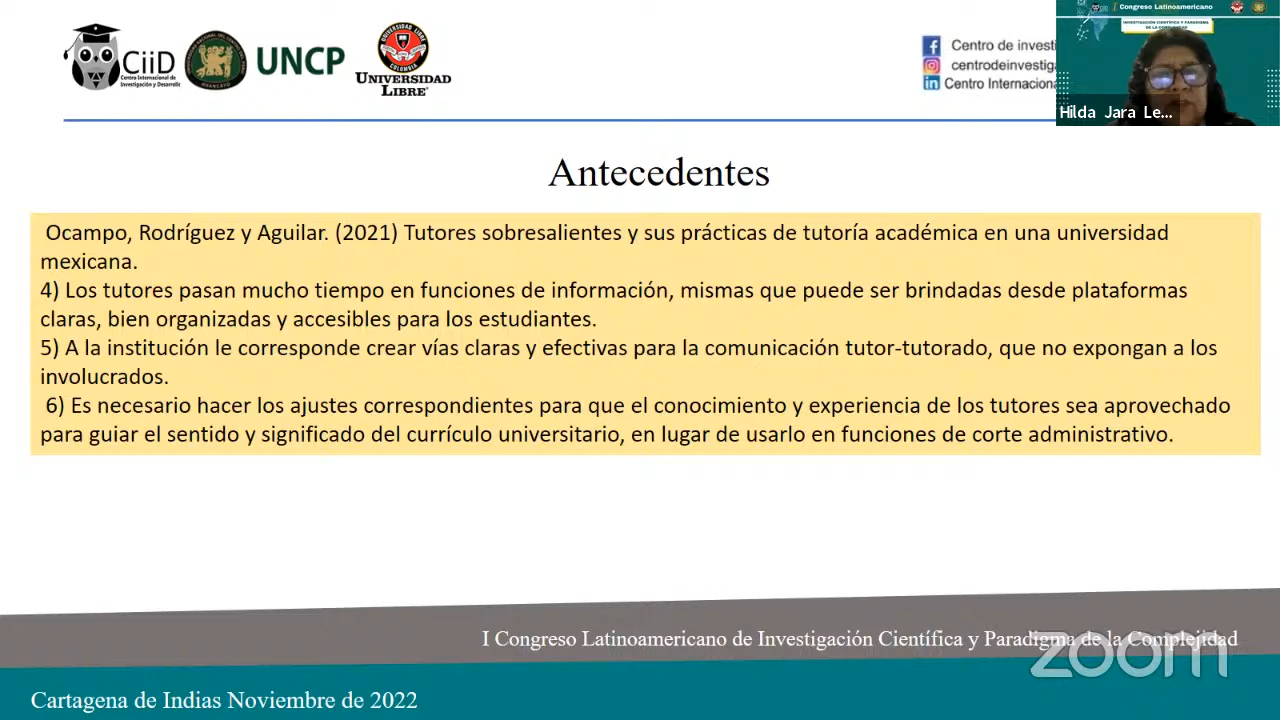 CiiD
Centro Internacional de
Investigación y Desarrollo
UNCP
UNIVERSIDAD LIBRE
COLOMBIA
UNIVERSIDAD
LIBRE®
Centro de investi
centrodeinvestiga
Centro Internaciona
I Congreso Latinoamericano
INVESTIGACIÓN CIENTÍFICA Y PARADIGMA
DE LA COMPLEJIDAD
Hilda Jara Le...
Antecedentes
Ocampo, Rodríguez y Aguilar. (2021) Tutores sobresalientes y sus prácticas de tutoría académica en una universidad
mexicana.
4) Los tutores pasan mucho tiempo en funciones de información, mismas que puede ser brindadas desde plataformas
claras, bien organizadas y accesibles para los estudiantes.
5) A la institución le corresponde crear vías claras y efectivas para la comunicación tutor-tutorado, que no expongan a los
involucrados.
6) Es necesario hacer los ajustes correspondientes para que el conocimiento y experiencia de los tutores sea aprovechado
para guiar el sentido y significado del currículo universitario, en lugar de usarlo en funciones de corte administrativo.
I Congreso Latinoamericano de Investigación Científica y Paradigma de la Complejidad
zoom
Cartagena de Indias Noviembre de 2022